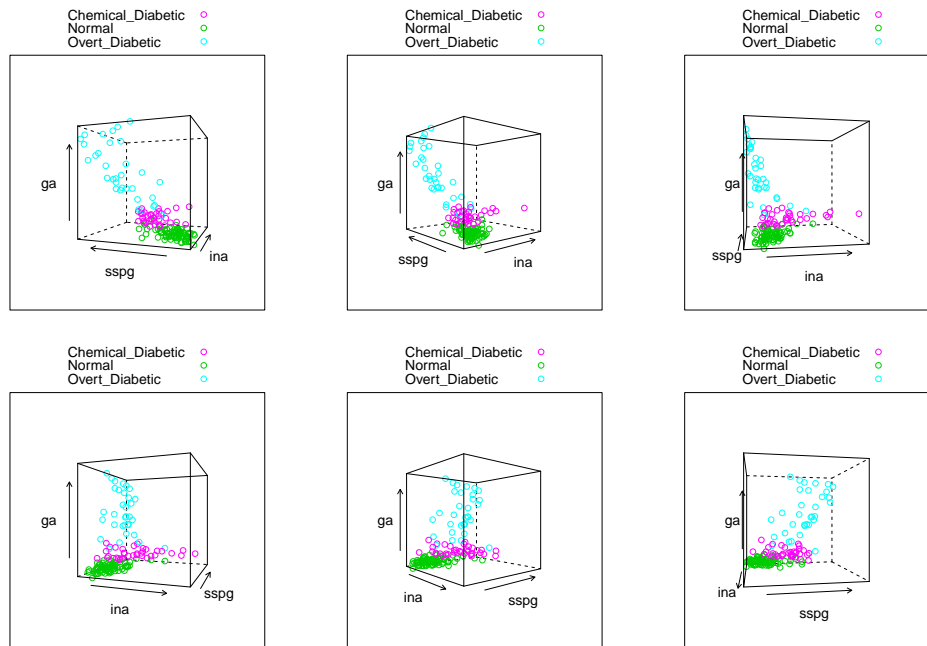 Chemical_Diabetic
Normal
Overt_Diabetic
ga
sspg
ina
Chemical_Diabetic
Normal
Overt_Diabetic
ga
sspg
ina
Chemical_Diabetic
Normal
Overt_Diabetic
ga
sspg
ina
Chemical_Diabetic
Normal
Overt_Diabetic
ga
ina
sspg
Chemical_Diabetic
Normal
Overt_Diabetic
ga
ina
sspg
Chemical_Diabetic
Normal
Overt_Diabetic
ga
ina
sspg